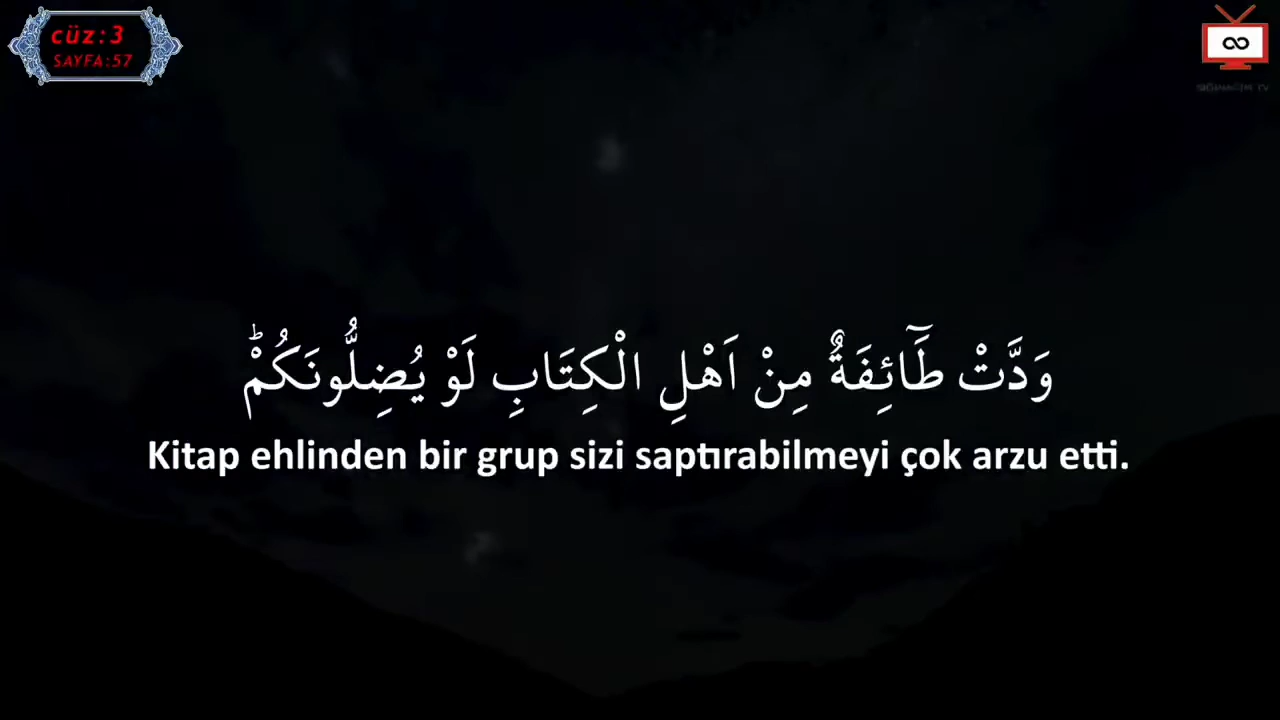 cüz:3
SAYFA:57
وَدَّتْ طَٓائِفَةٌ مِنْ اَهْلِ الْكِتَابِ لَوْ يُضِلُّونَكُمْۜ
Kitap ehlinden bir grup sizi saptırabilmeyi çok arzu etti.